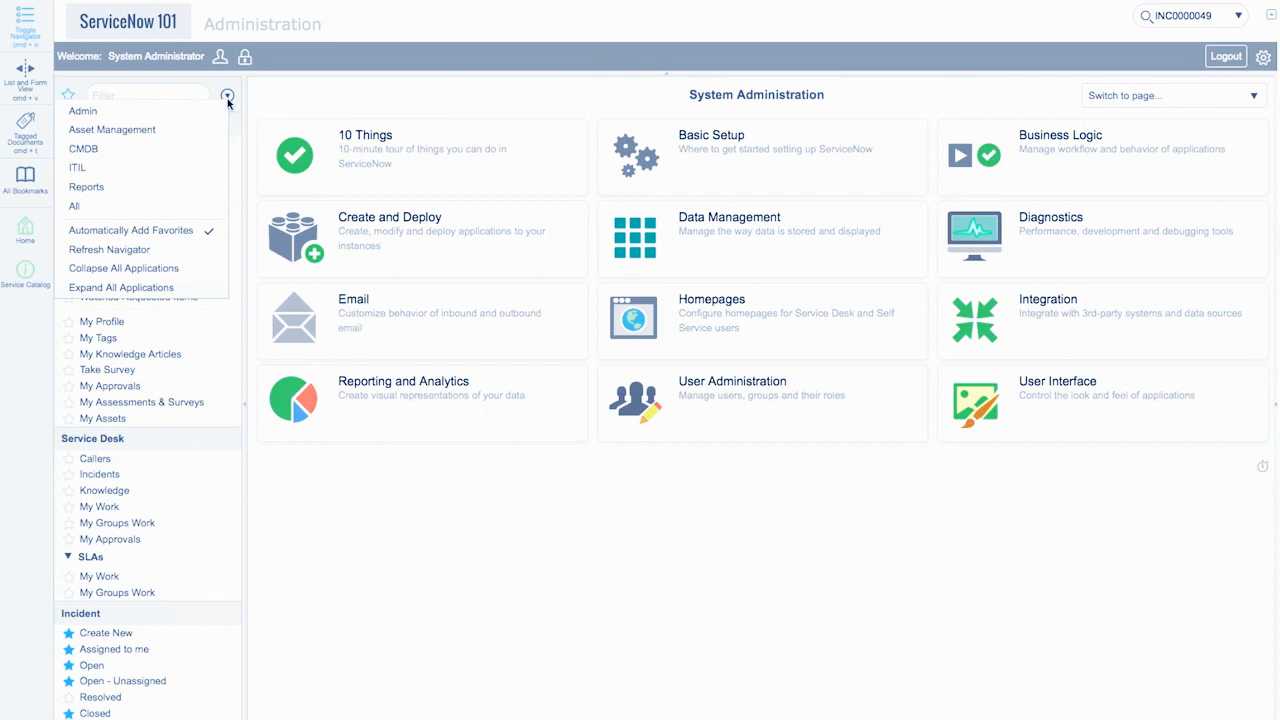 ServiceNow 101
Administration
INC0000049
Toggle
Navigator
cmd + n
Welcome: System Administrator
Logout
List and Form
View
cmd + v
Tagged
Documents
cmd + t
All Bookmarks
Home
Service Catalog
Filter
Admin
Asset Management
CMDB
ITIL
Reports
All
Automatically Add Favorites
Refresh Navigator
Collapse All Applications
Expand All Applications
Watched Requested Items
My Profile
My Tags
My Knowledge Articles
Take Survey
My Approvals
My Assessments & Surveys
My Assets
Service Desk
Callers
Incidents
Knowledge
My Work
My Groups Work
My Approvals
SLAs
My Work
My Groups Work
Incident
Create New
Assigned to me
Open
Open - Unassigned
Resolved
Closed
System Administration
Switch to page...
10 Things
10-minute tour of things you can do in
ServiceNow
Basic Setup
Where to get started setting up ServiceNow
Business Logic
Manage workflow and behavior of applications
Create and Deploy
Create, modify and deploy applications to your
instances
Data Management
Manage the way data is stored and displayed
Diagnostics
Performance, development and debugging tools
Email
Customize behavior of inbound and outbound
email
Homepages
Configure homepages for Service Desk and Self
Service users
Integration
Integrate with 3rd-party systems and data sources
Reporting and Analytics
Create visual representations of your data
User Administration
Manage users, groups and their roles
User Interface
Control the look and feel of applications